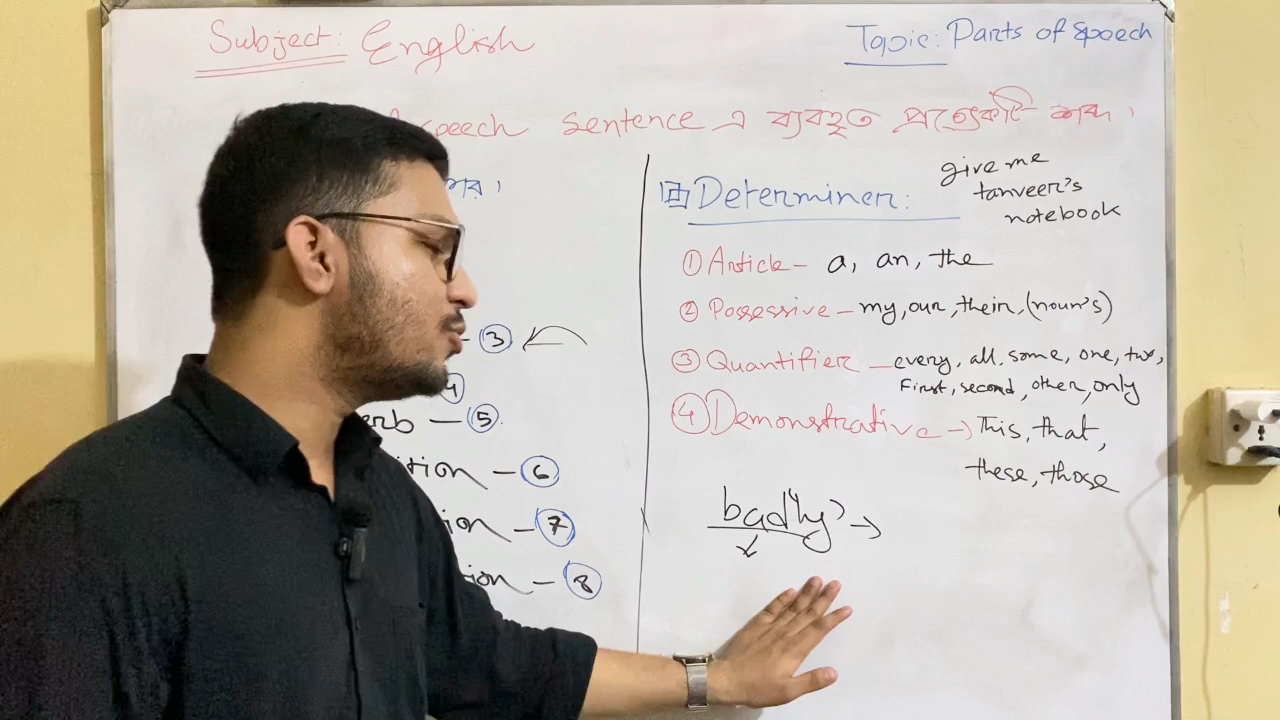 Subject: English
Topic: Parts of Speech
speech sentence এ ব্যবহৃত প্রত্যেকটি শব্দ ।
Determiner:
give me
tanveer's
notebook
① Article – a, an, the
② Possessive – my, our, their, (noun's)
③ Quantifier – every, all, some, one, two,
First, second, other, only
④ Demonstrative → This, that,
these, those
bad"ly" →
– ③
④
erb – ⑤
ition – ⑥
ion – ⑦
ion – ⑧